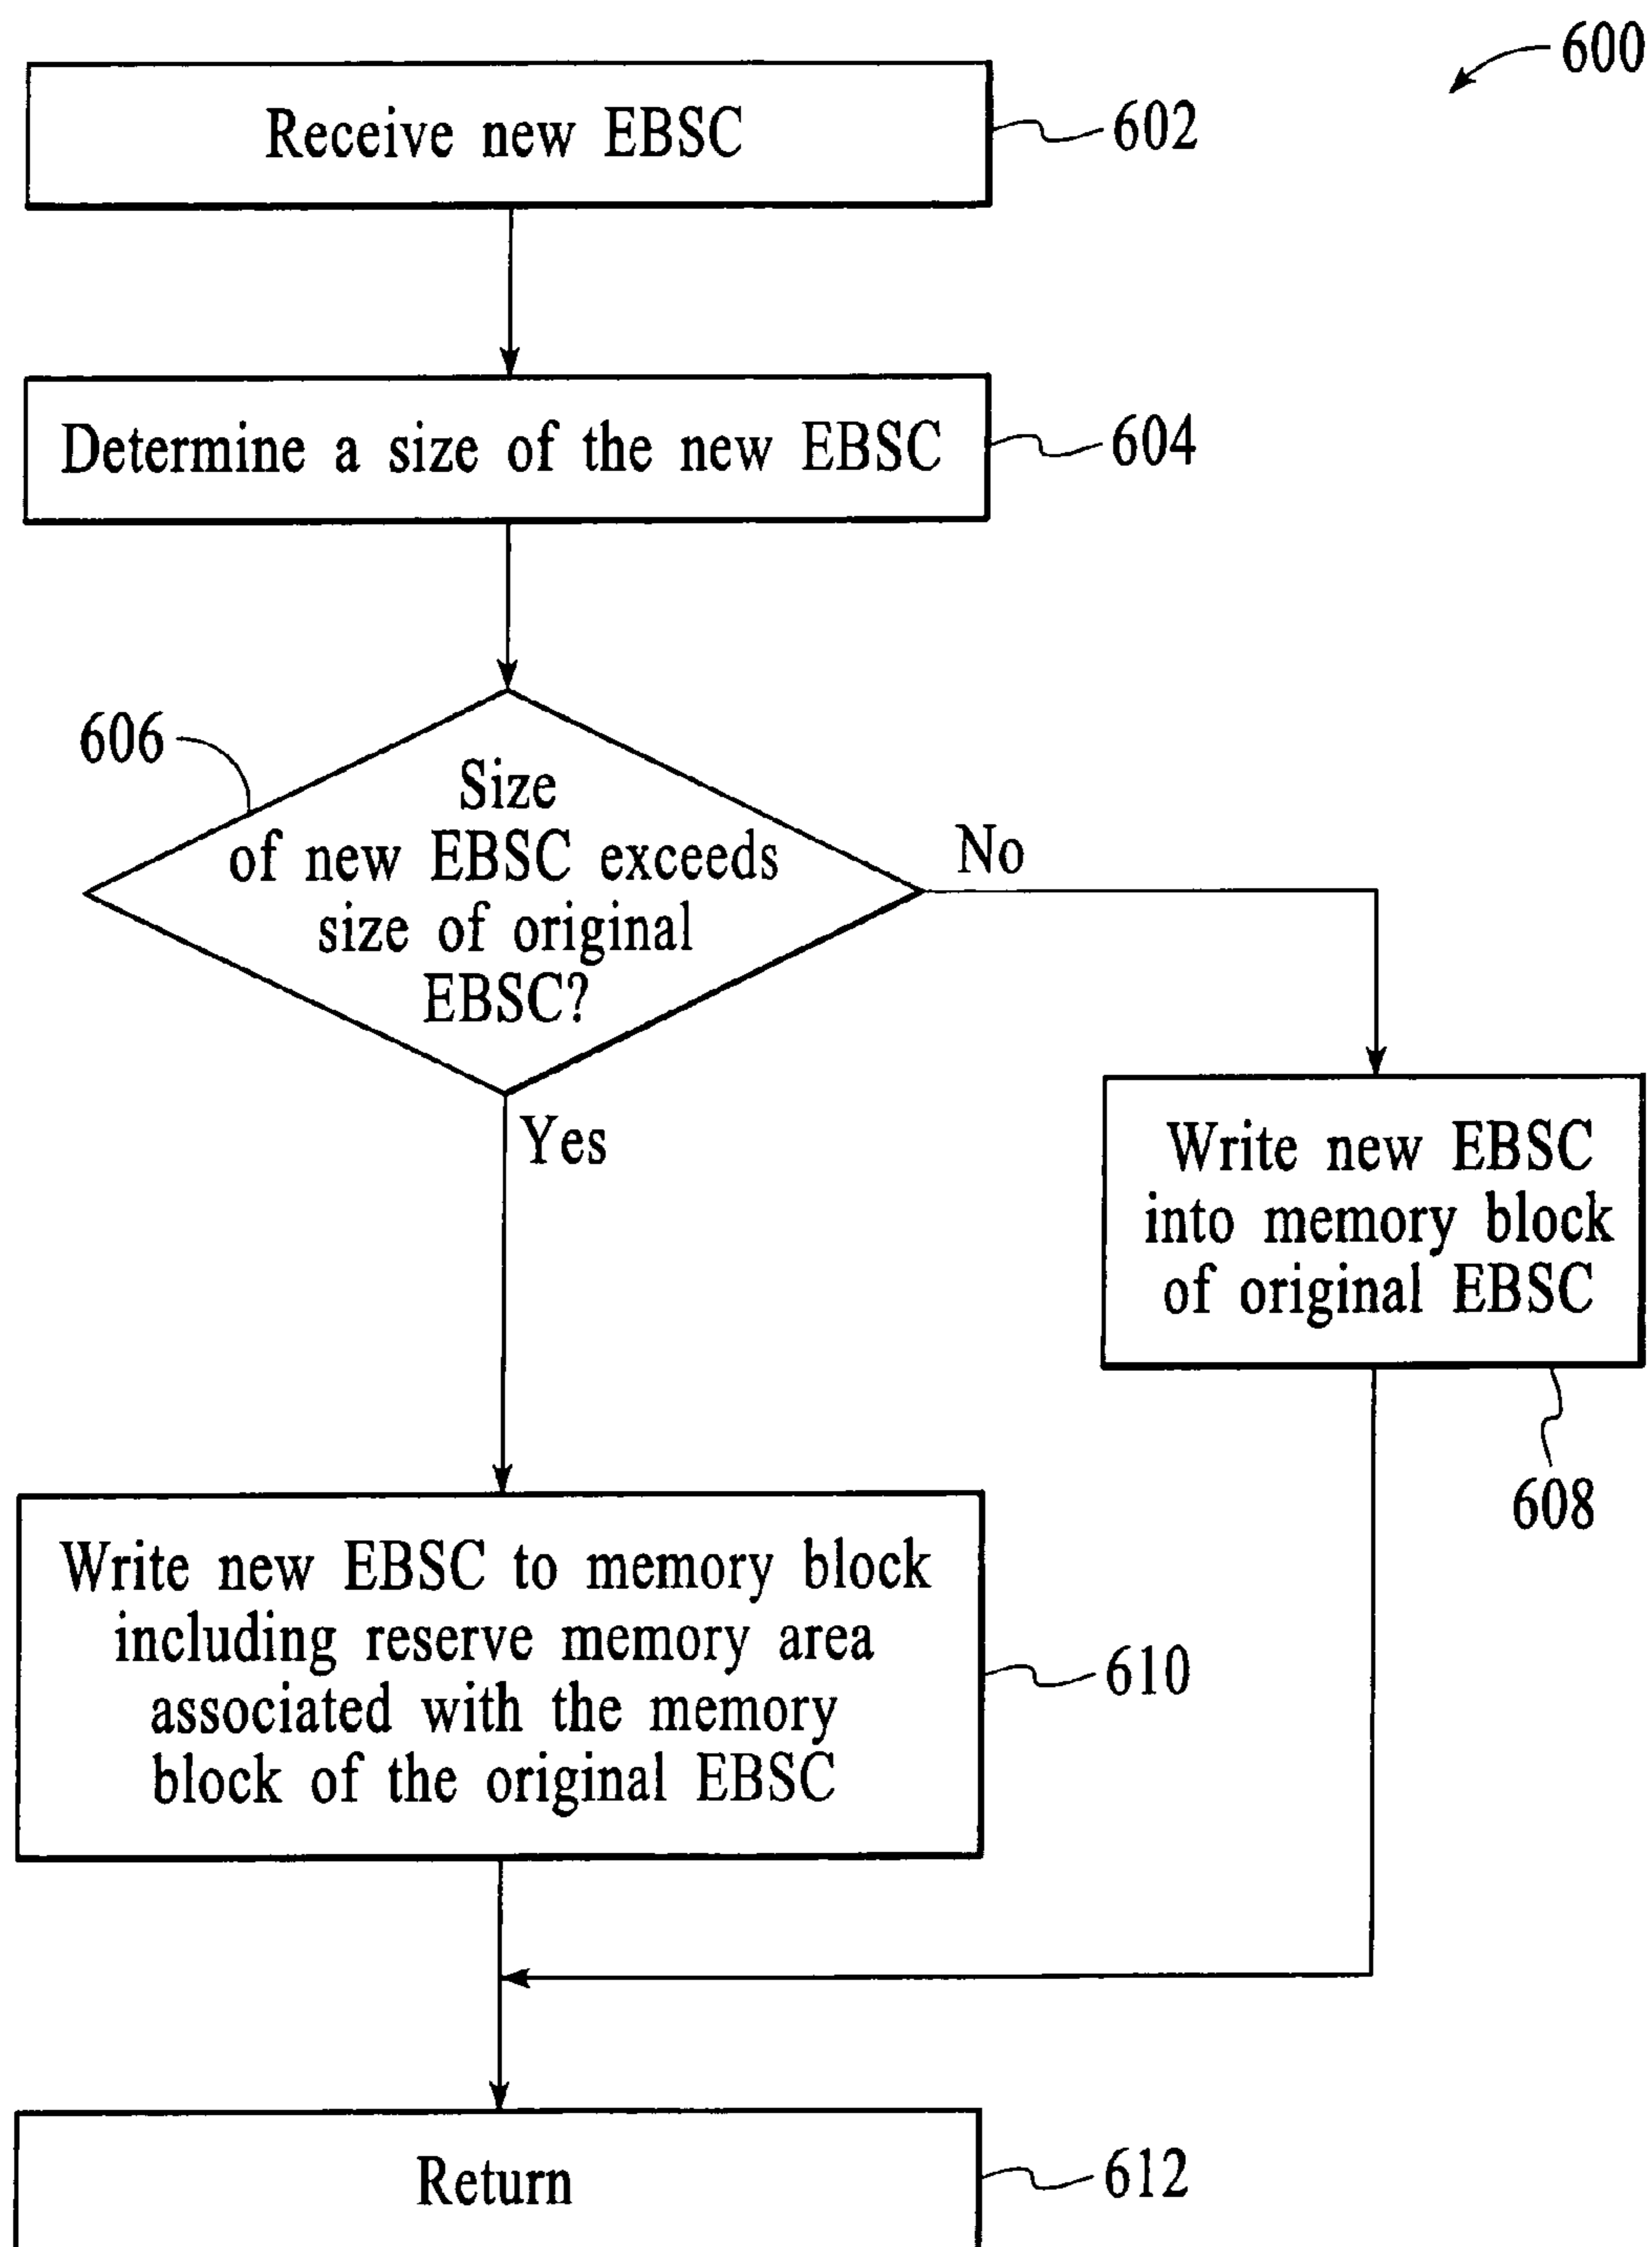 600
Receive new EBSC
602
Determine a size of the new EBSC
604
606
Size
of new EBSC exceeds
size of original
EBSC?
No
Yes
Write new EBSC
into memory block
of original EBSC
608
Write new EBSC to memory block
including reserve memory area
associated with the memory
block of the original EBSC
610
Return
612